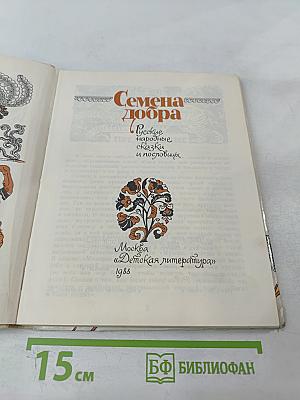 Семена
добра
Русские
народные
сказки
и пословицы
Москва
«Детская литература»
1988
15 см
БФ БИБЛИОФАН